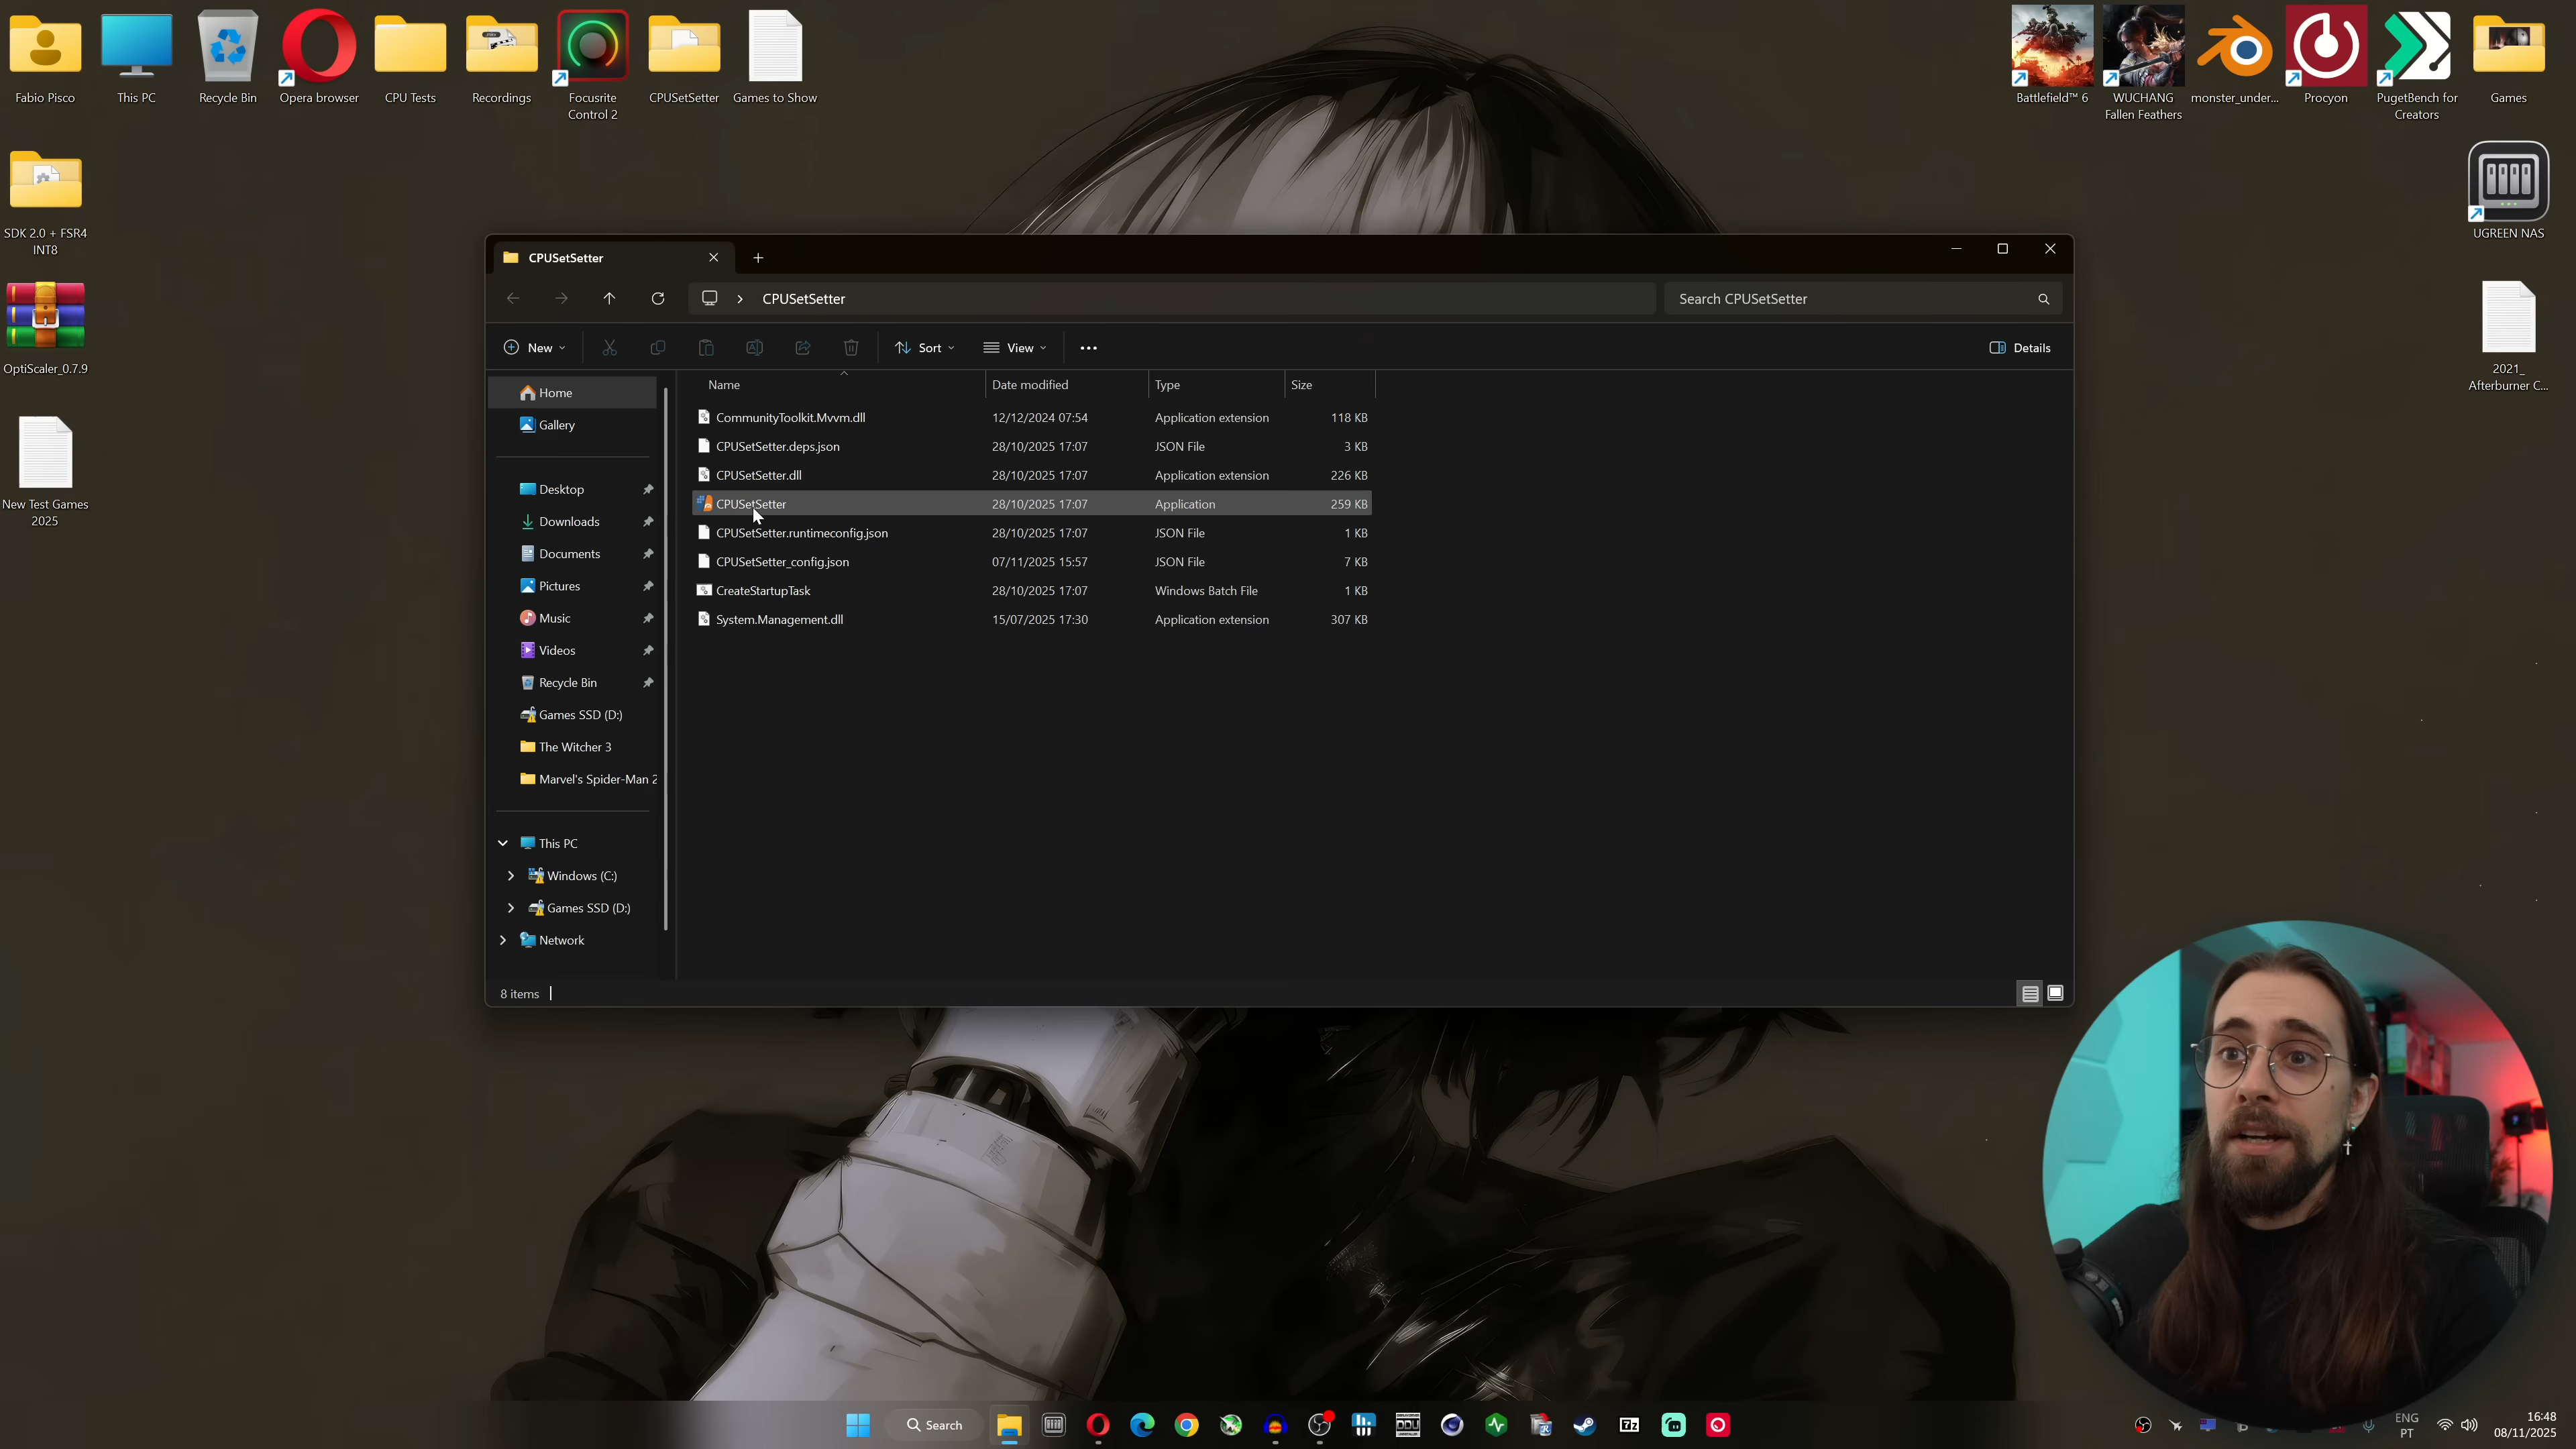 Fabio Pisco
This PC
Recycle Bin
Opera browser
CPU Tests
Recordings
Focusrite
Control 2
CPUSetSetter
Games to Show
Battlefield™ 6
WUCHANG
Fallen Feathers
monster_under...
Procyon
PugetBench for
Creators
Games
SDK 2.0 + FSR4
INT8
UGREEN NAS
OptiScaler_0.7.9
2021_
Afterburner C...
New Test Games
2025
CPUSetSetter
CPUSetSetter
Search CPUSetSetter
New
Sort
View
Details
Name
Date modified
Type
Size
Home
Gallery
Desktop
Downloads
Documents
Pictures
Music
Videos
Recycle Bin
Games SSD (D:)
The Witcher 3
Marvel's Spider-Man 2
This PC
Windows (C:)
Games SSD (D:)
Network
CommunityToolkit.Mvvm.dll 12/12/2024 07:54 Application extension 118 KB
CPUSetSetter.deps.json 28/10/2025 17:07 JSON File 3 KB
CPUSetSetter.dll 28/10/2025 17:07 Application extension 226 KB
CPUSetSetter 28/10/2025 17:07 Application 259 KB
CPUSetSetter.runtimeconfig.json 28/10/2025 17:07 JSON File 1 KB
CPUSetSetter_config.json 07/11/2025 15:57 JSON File 7 KB
CreateStartupTask 28/10/2025 17:07 Windows Batch File 1 KB
System.Management.dll 15/07/2025 17:30 Application extension 307 KB
8 items
Search
DDU
7z
ENG
PT
16:48
08/11/2025